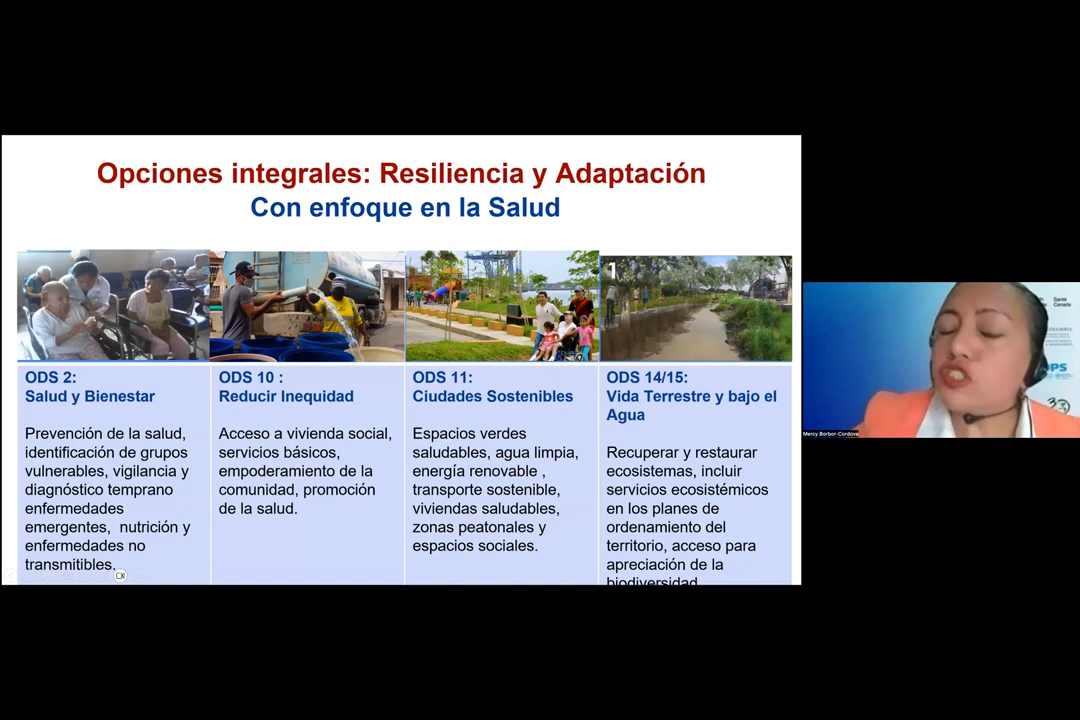 Opciones integrales: Resiliencia y Adaptación
Con enfoque en la Salud
1
ODS 2:
Salud y Bienestar
Prevención de la salud,
identificación de grupos
vulnerables, vigilancia y
diagnóstico temprano
enfermedades
emergentes, nutrición y
enfermedades no
transmitibles.
ODS 10 :
Reducir Inequidad
Acceso a vivienda social,
servicios básicos,
empoderamiento de la
comunidad, promoción
de la salud.
ODS 11:
Ciudades Sostenibles
Espacios verdes
saludables, agua limpia,
energía renovable ,
transporte sostenible,
viviendas saludables,
zonas peatonales y
espacios sociales.
ODS 14/15:
Vida Terrestre y bajo el
Agua
Recuperar y restaurar
ecosistemas, incluir
servicios ecosistémicos
en los planes de
ordenamiento del
territorio, acceso para
apreciación de la
biodiversidad
Santé
Canada
OPS
Mercy Borbor-Cordova